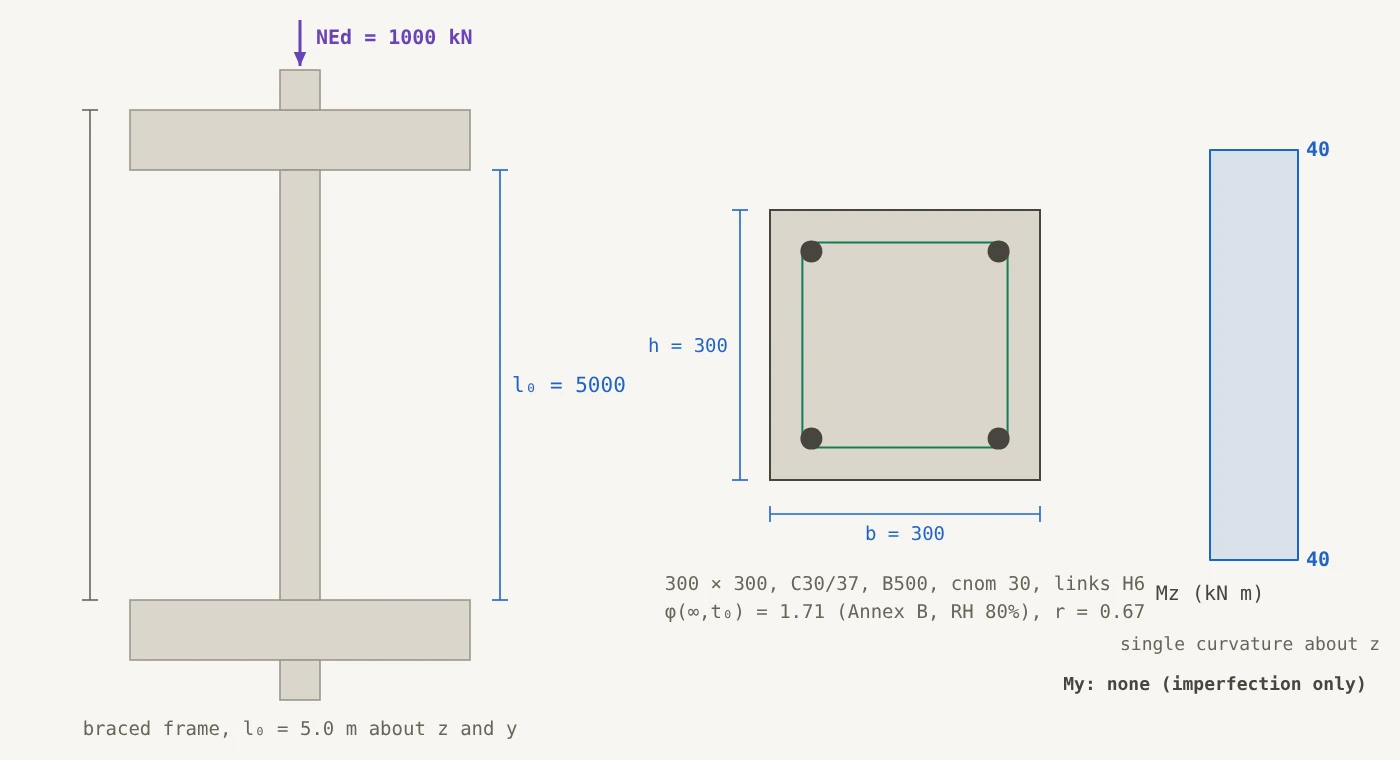 NEd = 1000 kN
l₀ = 5000
braced frame, l₀ = 5.0 m about z and y
h = 300
b = 300
300 × 300, C30/37, B500, cnom 30, links H6
φ(∞,t₀) = 1.71 (Annex B, RH 80%), r = 0.67
40
40
Mz (kN m)
single curvature about z
My: none (imperfection only)